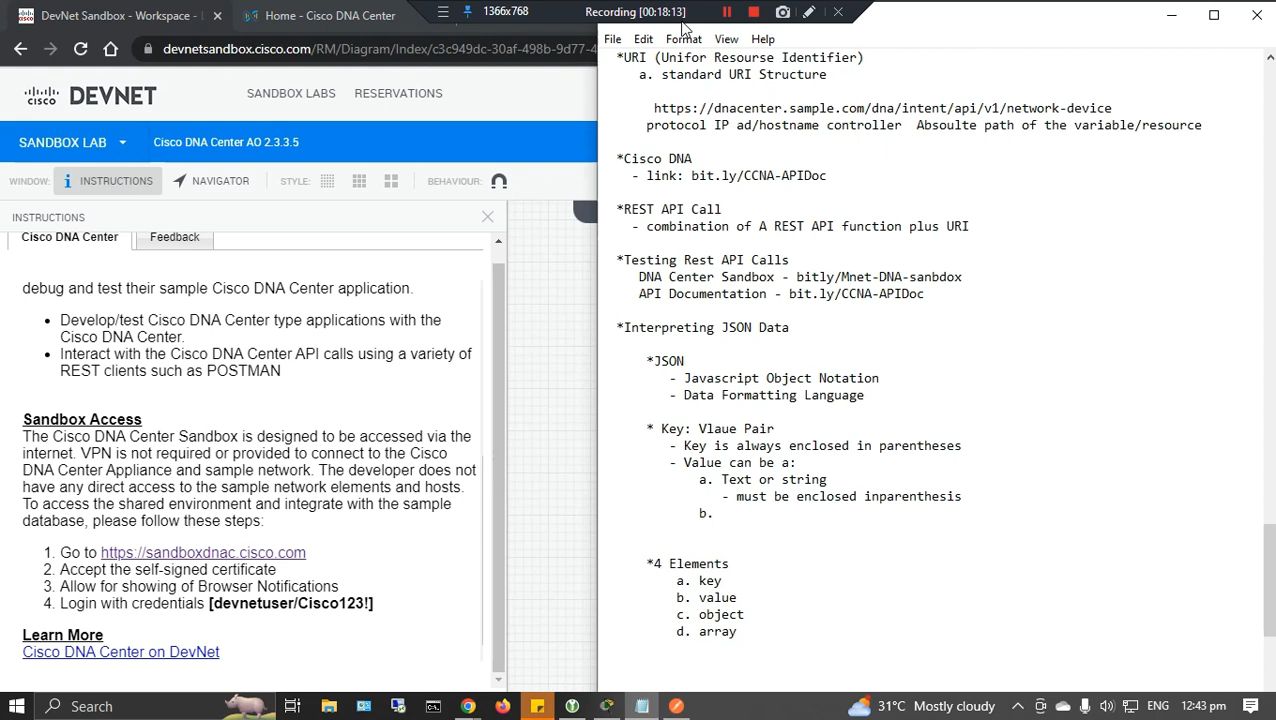 Dev Net Sandbox - Workspace - |
Home - CCNA Training Center
1366x768
Recording [00:18:13]
devnetsandbox.cisco.com/RM/Diagram/Index/c3c949dc-30af-498b-9d77-4
cisco DEVNET
SANDBOX LABS
RESERVATIONS
SANDBOX LAB
Cisco DNA Center AO 2.3.3.5
WINDOW:
INSTRUCTIONS
NAVIGATOR
STYLE:
BEHAVIOUR:
INSTRUCTIONS
Cisco DNA Center
Feedback
debug and test their sample Cisco DNA Center application.
• Develop/test Cisco DNA Center type applications with the
Cisco DNA Center.
• Interact with the Cisco DNA Center API calls using a variety of
REST clients such as POSTMAN
Sandbox Access
The Cisco DNA Center Sandbox is designed to be accessed via the
internet. VPN is not required or provided to connect to the Cisco
DNA Center Appliance and sample network. The developer does not
have any direct access to the sample network elements and hosts.
To access the shared environment and integrate with the sample
database, please follow these steps:
1. Go to https://sandboxdnac.cisco.com
2. Accept the self-signed certificate
3. Allow for showing of Browser Notifications
4. Login with credentials [devnetuser/Cisco123!]
Learn More
Cisco DNA Center on DevNet
File Edit Format View Help
*URI (Unifor Resourse Identifier)
a. standard URI Structure
https://dnacenter.sample.com/dna/intent/api/v1/network-device
protocol IP ad/hostname controller Absoulte path of the variable/resource
*Cisco DNA
- link: bit.ly/CCNA-APIDoc
*REST API Call
- combination of A REST API function plus URI
*Testing Rest API Calls
DNA Center Sandbox - bitly/Mnet-DNA-sanbdox
API Documentation - bit.ly/CCNA-APIDoc
*Interpreting JSON Data
*JSON
- Javascript Object Notation
- Data Formatting Language
* Key: Vlaue Pair
- Key is always enclosed in parentheses
- Value can be a:
a. Text or string
- must be enclosed inparenthesis
b.
*4 Elements
a. key
b. value
c. object
d. array
Search
31°C Mostly cloudy
ENG
12:43 pm